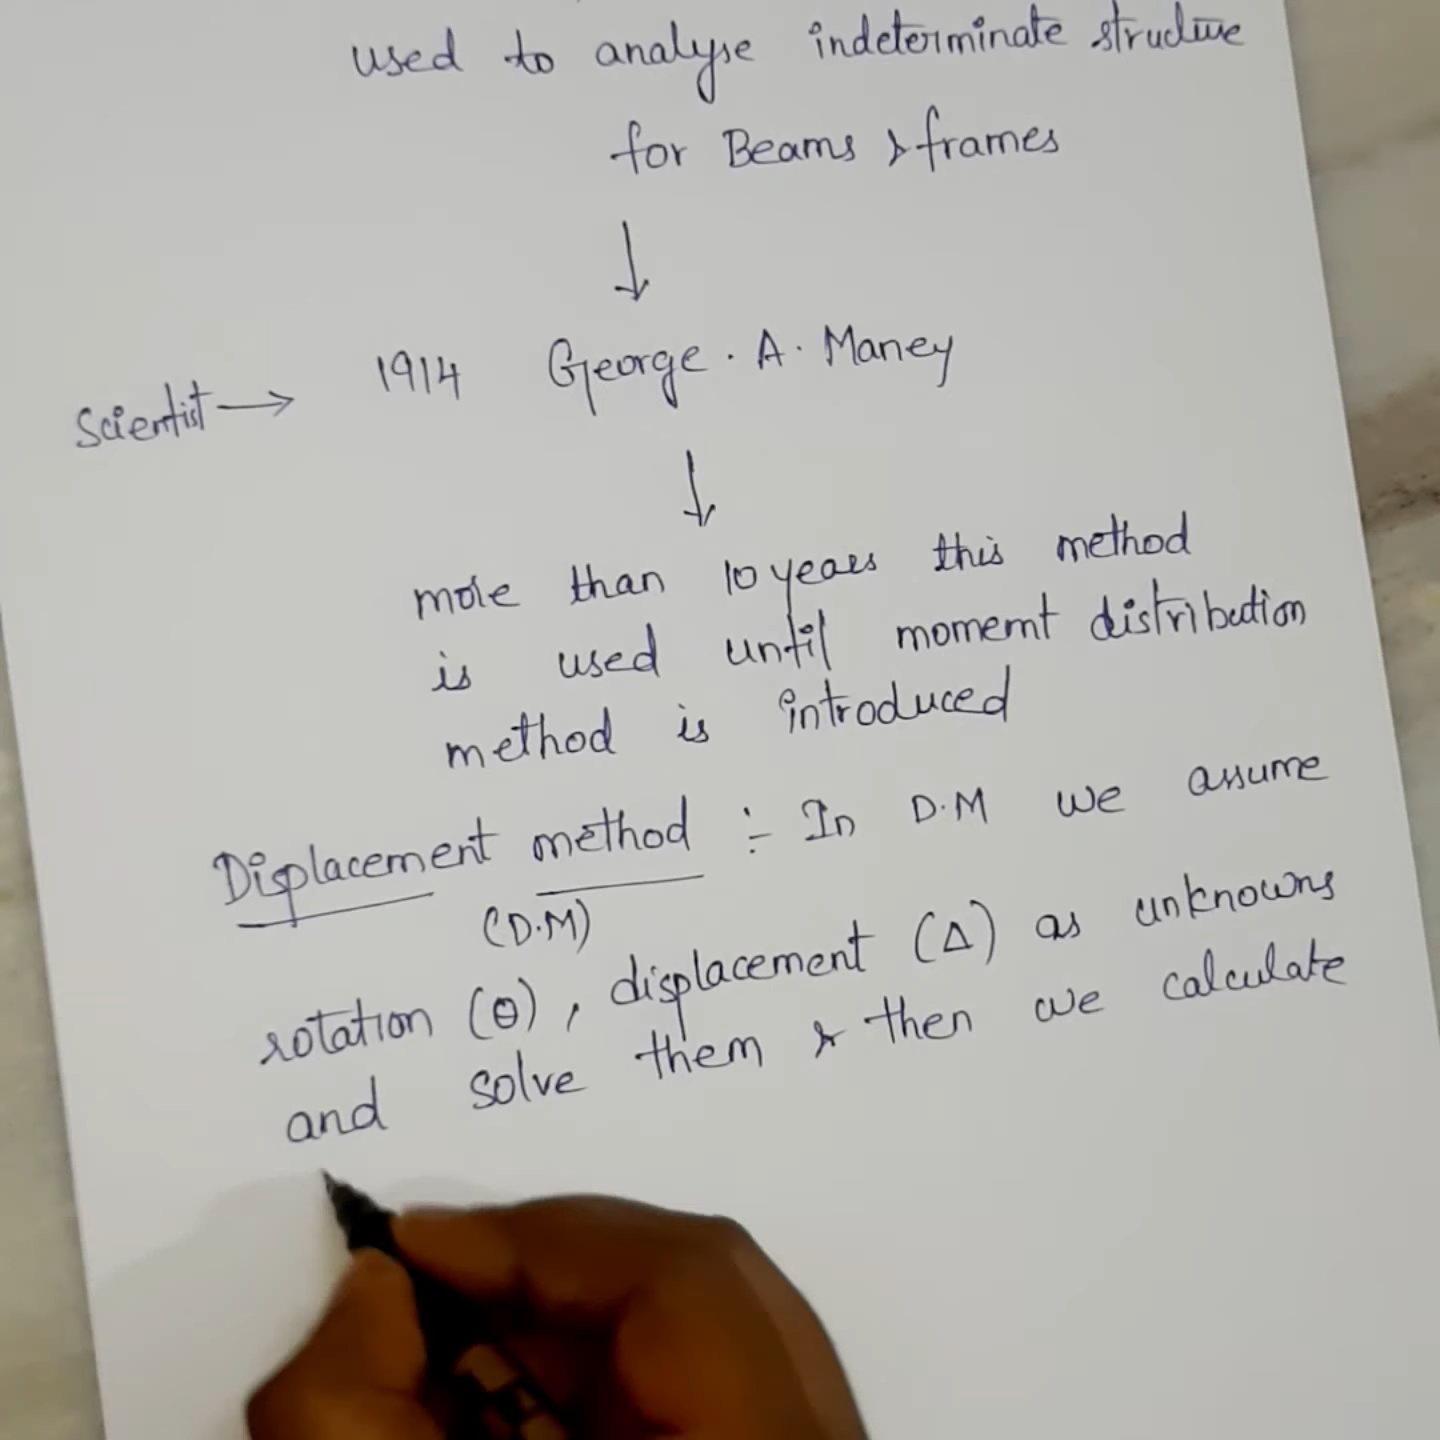 used to analyse indeterminate structure
for Beams & frames
↓
Scientist → 1914 George. A. Maney
↓
more than 10 years this method
is used until moment distribution
method is introduced
Displacement method :- In D.M we assume
(D.M)
rotation (θ), displacement (Δ) as unknowns
and solve them & then we calculate